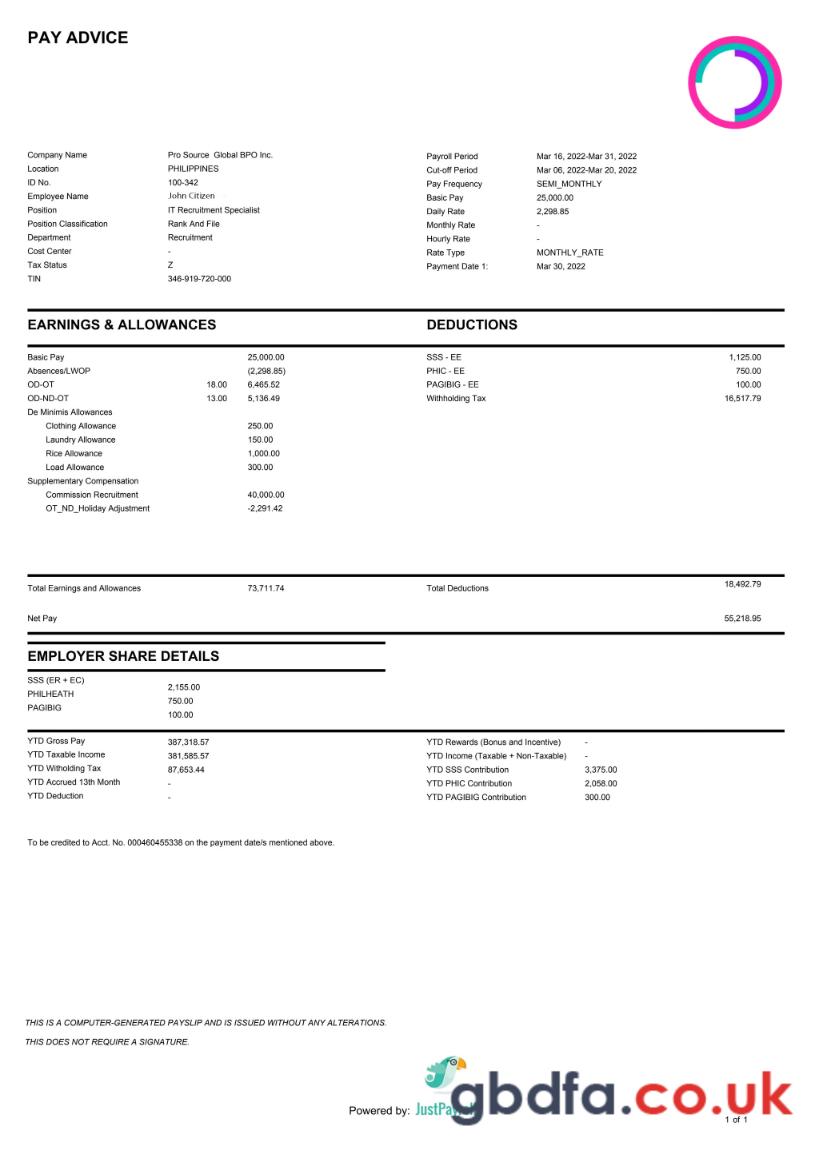 PAY ADVICE
Company Name Pro Source Global BPO Inc.
Location PHILIPPINES
ID No. 100-342
Employee Name John Citizen
Position IT Recruitment Specialist
Position Classification Rank And File
Department Recruitment
Cost Center -
Tax Status Z
TIN 346-919-720-000
Payroll Period Mar 16, 2022-Mar 31, 2022
Cut-off Period Mar 06, 2022-Mar 20, 2022
Pay Frequency SEMI_MONTHLY
Basic Pay 25,000.00
Daily Rate 2,298.85
Monthly Rate -
Hourly Rate -
Rate Type MONTHLY_RATE
Payment Date 1: Mar 30, 2022
EARNINGS & ALLOWANCES
Basic Pay 25,000.00
Absences/LWOP (2,298.85)
OD-OT 18.00 6,465.52
OD-ND-OT 13.00 5,136.49
De Minimis Allowances
Clothing Allowance 250.00
Laundry Allowance 150.00
Rice Allowance 1,000.00
Load Allowance 300.00
Supplementary Compensation
Commission Recruitment 40,000.00
OT_ND_Holiday Adjustment -2,291.42
DEDUCTIONS
SSS - EE 1,125.00
PHIC - EE 750.00
PAGIBIG - EE 100.00
Withholding Tax 16,517.79
Total Earnings and Allowances 73,711.74 Total Deductions 18,492.79
Net Pay 55,218.95
EMPLOYER SHARE DETAILS
SSS (ER + EC) 2,155.00
PHILHEATH 750.00
PAGIBIG 100.00
YTD Gross Pay 387,318.57
YTD Taxable Income 381,585.57
YTD Witholding Tax 87,653.44
YTD Accrued 13th Month -
YTD Deduction -
YTD Rewards (Bonus and Incentive) -
YTD Income (Taxable + Non-Taxable) -
YTD SSS Contribution 3,375.00
YTD PHIC Contribution 2,058.00
YTD PAGIBIG Contribution 300.00
To be credited to Acct. No. 000460455338 on the payment date/s mentioned above.
THIS IS A COMPUTER-GENERATED PAYSLIP AND IS ISSUED WITHOUT ANY ALTERATIONS.
THIS DOES NOT REQUIRE A SIGNATURE.
Powered by:
gbdfa.co.uk
1 of 1